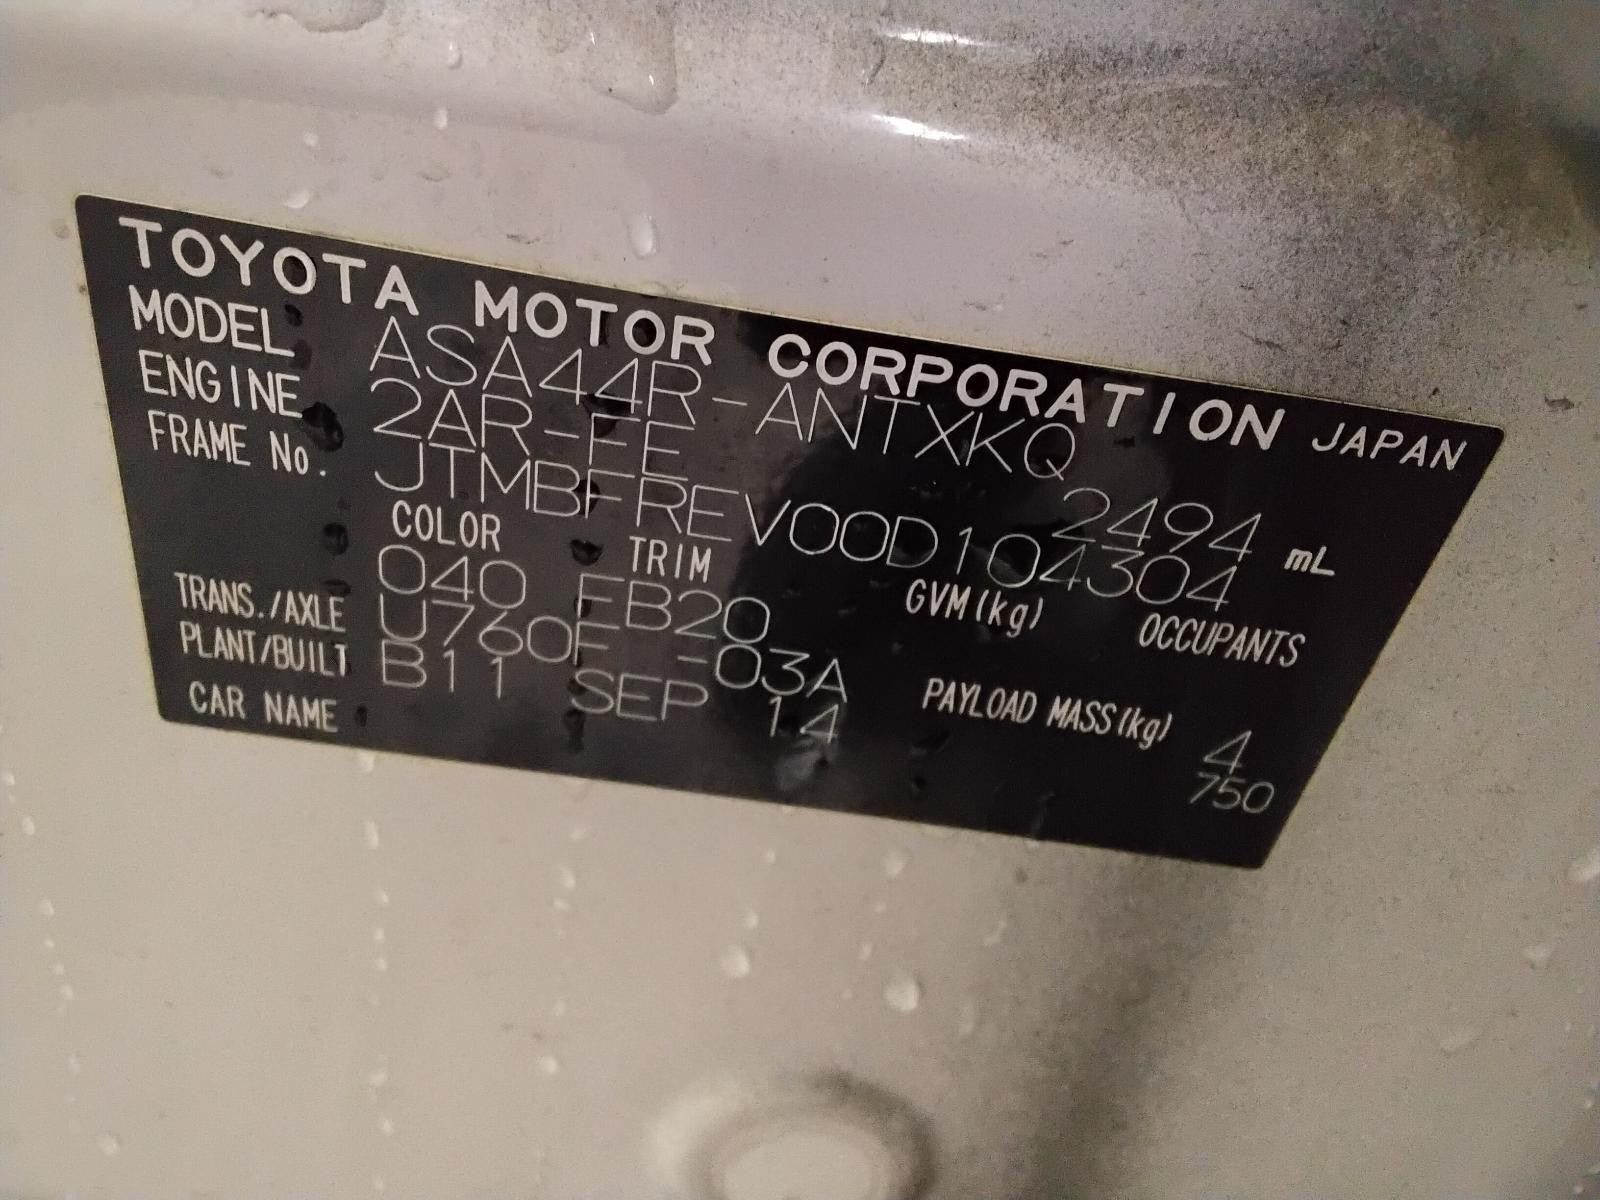 TOYOTA MOTOR CORPORATION JAPAN
MODEL ASA44R-ANTXKQ
ENGINE 2AR-FE 2494 mL
FRAME No. JTMBFREV00D104304
COLOR TRIM GVM(kg) OCCUPANTS
040 FB20 4
TRANS./AXLE U760F -03A PAYLOAD MASS(kg) 750
PLANT/BUILT B11 SEP 14
CAR NAME